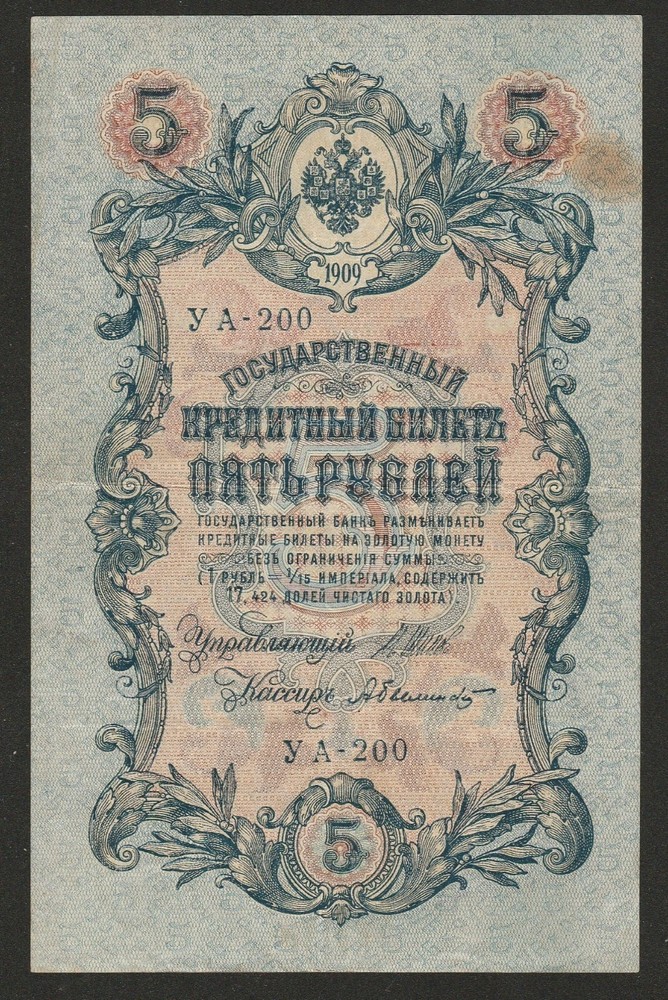 5 5
1909
УА-200
ГОСУДАРСТВЕННЫЙ
КРЕДИТНЫЙ БИЛЕТЪ
ПЯТЬ РУБЛЕЙ
ГОСУДАРСТВЕННЫЙ БАНКЪ РАЗМѢНИВАЕТЪ
КРЕДИТНЫЕ БИЛЕТЫ НА ЗОЛОТУЮ МОНЕТУ
БЕЗЪ ОГРАНИЧЕНІЯ СУММЫ
(1 РУБЛЬ = 1/15 ИМПЕРІАЛА, СОДЕРЖИТЪ
17,424 ДОЛЕЙ ЧИСТАГО ЗОЛОТА).
Управляющій
Кассиръ
УА-200
5